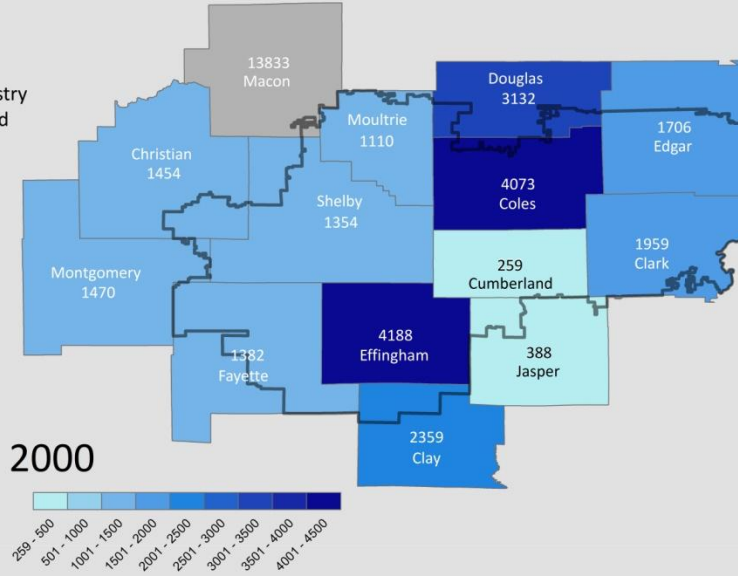 stry
d
13833
Macon
Douglas
3132
Moultrie
1110
1706
Edgar
Christian
1454
4073
Coles
Shelby
1354
1959
Clark
259
Cumberland
Montgomery
1470
4188
Effingham
1382
Fayette
388
Jasper
2359
Clay
2000
259 - 500
501 - 1000
1001 - 1500
1501 - 2000
2001 - 2500
2501 - 3000
3001 - 3500
3501 - 4000
4001 - 4500